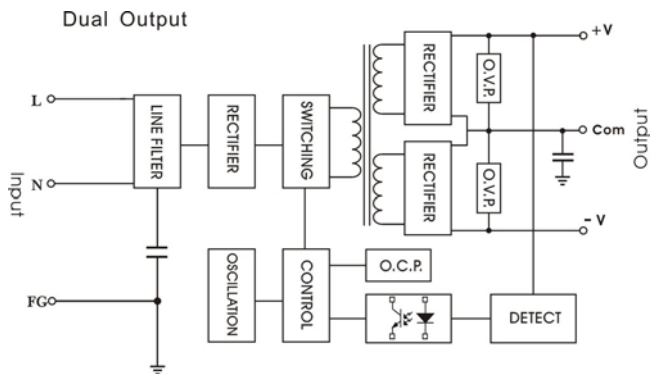 Dual Output
L
N
FG
Input
LINE FILTER
RECTIFIER
SWITCHING
RECTIFIER
RECTIFIER
O.V.P.
O.V.P.
+V
Com
- V
Output
OSCILLATION
CONTROL
O.C.P.
DETECT